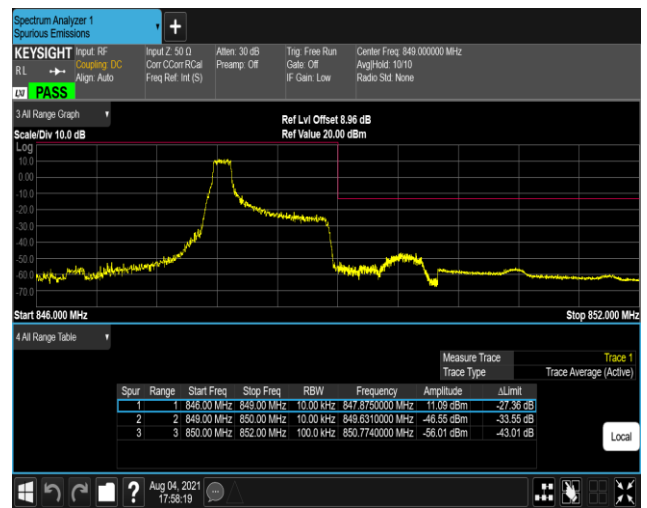 Spectrum Analyzer 1
Spurious Emissions
+
KEYSIGHT Input: RF Input Z: 50 Ω Atten: 30 dB Trig: Free Run Center Freq: 849.000000 MHz
R L Coupling: DC Corr CCorr RCal Preamp: Off Gate: Off Avg|Hold: 10/10
Align: Auto Freq Ref: Int (S) IF Gain: Low Radio Std: None
LXI PASS
3 All Range Graph
Ref Lvl Offset 8.96 dB
Scale/Div 10.0 dB Ref Value 20.00 dBm
Log
10.0
0.00
-10.0
-20.0
-30.0
-40.0
-50.0
-60.0
-70.0
Start 846.000 MHz Stop 852.000 MHz
4 All Range Table
Measure Trace Trace 1
Trace Type Trace Average (Active)
Spur Range Start Freq Stop Freq RBW Frequency Amplitude ΔLimit
1 1 846.00 MHz 849.00 MHz 10.00 kHz 847.8750000 MHz 11.09 dBm -27.36 dB
2 2 849.00 MHz 850.00 MHz 10.00 kHz 849.6310000 MHz -46.55 dBm -33.55 dB
3 3 850.00 MHz 852.00 MHz 100.0 kHz 850.7740000 MHz -56.01 dBm -43.01 dB
Local
? Aug 04, 2021
17:58:19